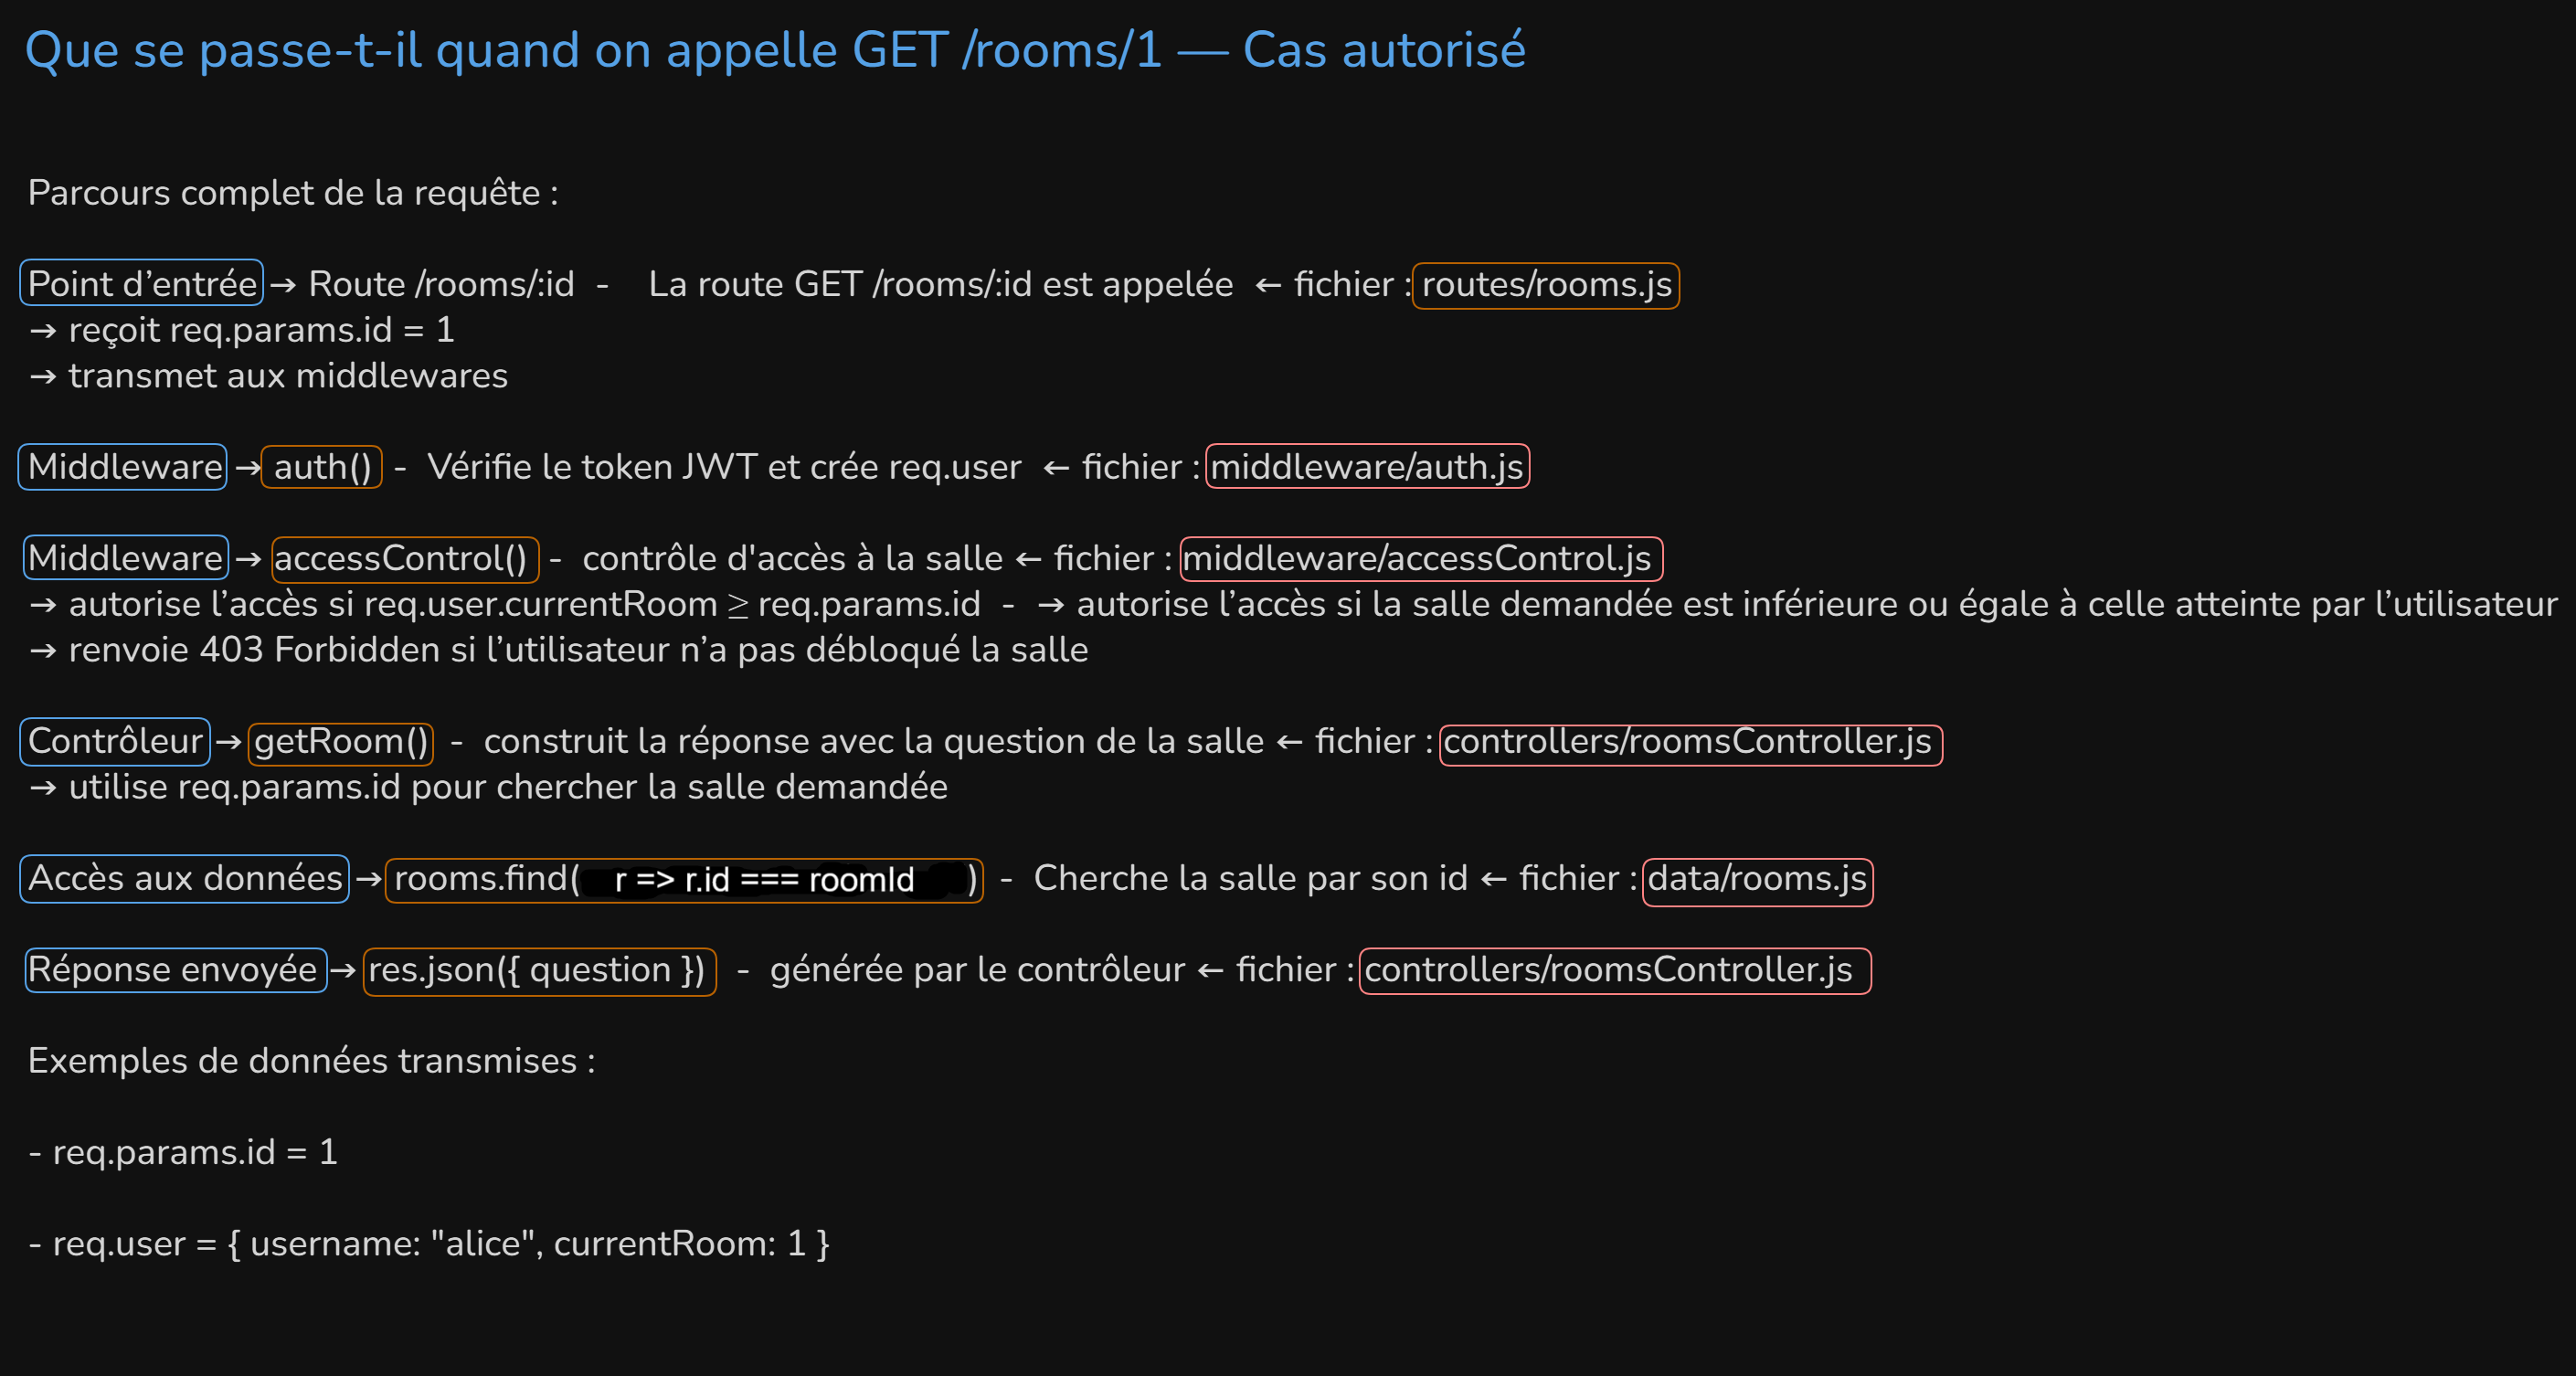 Que se passe-t-il quand on appelle GET /rooms/1 — Cas autorisé
Parcours complet de la requête :
Point d’entrée → Route /rooms/:id - La route GET /rooms/:id est appelée ← fichier : routes/rooms.js
→ reçoit req.params.id = 1
→ transmet aux middlewares
Middleware → auth() - Vérifie le token JWT et crée req.user ← fichier : middleware/auth.js
Middleware → accessControl() - contrôle d'accès à la salle ← fichier : middleware/accessControl.js
→ autorise l’accès si req.user.currentRoom ≥ req.params.id - → autorise l’accès si la salle demandée est inférieure ou égale à celle atteinte par l’utilisateur
→ renvoie 403 Forbidden si l’utilisateur n’a pas débloqué la salle
Contrôleur → getRoom() - construit la réponse avec la question de la salle ← fichier : controllers/roomsController.js
→ utilise req.params.id pour chercher la salle demandée
Accès aux données → rooms.find( r => r.id === roomId ) - Cherche la salle par son id ← fichier : data/rooms.js
Réponse envoyée → res.json({ question }) - générée par le contrôleur ← fichier : controllers/roomsController.js
Exemples de données transmises :
- req.params.id = 1
- req.user = { username: "alice", currentRoom: 1 }